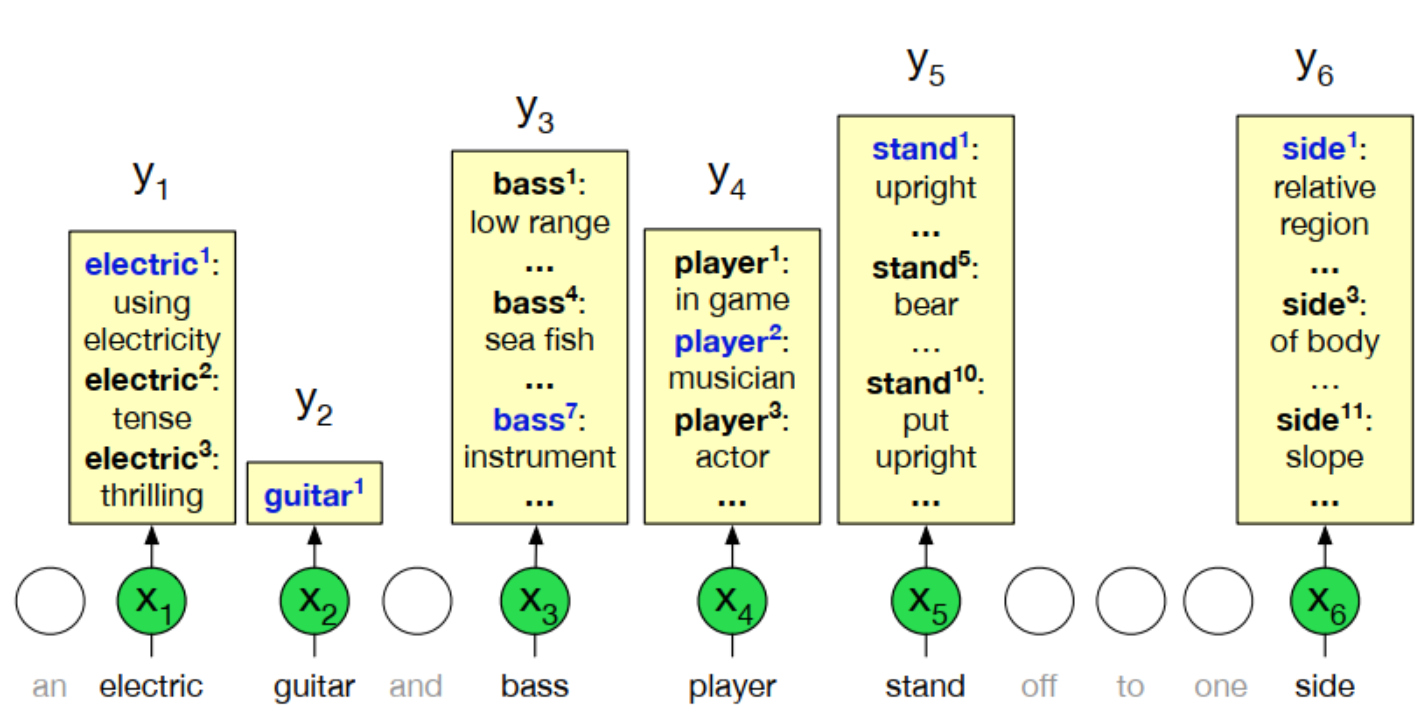 y₁
electric¹:
using
electricity
electric²:
tense
electric³:
thrilling
y₂
guitar¹
y₃
bass¹:
low range
...
bass⁴:
sea fish
...
bass⁷:
instrument
...
y₄
player¹:
in game
player²:
musician
player³:
actor
...
y₅
stand¹:
upright
...
stand⁵:
bear
...
stand¹⁰:
put
upright
...
y₆
side¹:
relative
region
...
side³:
of body
...
side¹¹:
slope
...
x₁ x₂ x₃ x₄ x₅ x₆
an electric guitar and bass player stand off to one side